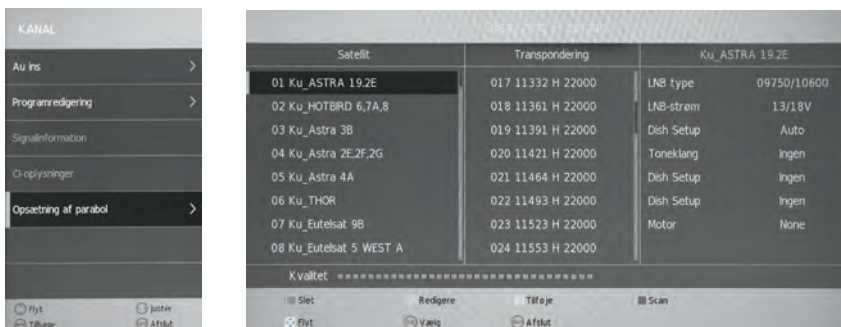 KANAL
Au ins
Programredigering
Signalinformation
CI-oplysninger
Opsætning af parabol
Flyt
Juster
Tilbage
Afslut
Satellit
Transpondering
Ku_ASTRA 19.2E
01 Ku_ASTRA 19.2E
017 11332 H 22000
LNB type
09750/10600
02 Ku_HOTBIRD 6,7A,8
018 11361 H 22000
LNB-strøm
13/18V
03 Ku_Astra 3B
019 11391 H 22000
Dish Setup
Auto
04 Ku_Astra 2E,2F,2G
020 11421 H 22000
Toneklang
Ingen
05 Ku_Astra 4A
021 11464 H 22000
Dish Setup
Ingen
06 Ku_THOR
022 11493 H 22000
Dish Setup
Ingen
07 Ku_Eutelsat 9B
023 11523 H 22000
Motor
None
08 Ku_Eutelsat 5 WEST A
024 11553 H 22000
Kvalitet
Slet
Redigere
Tilføje
Scan
Flyt
Vælg
Afslut